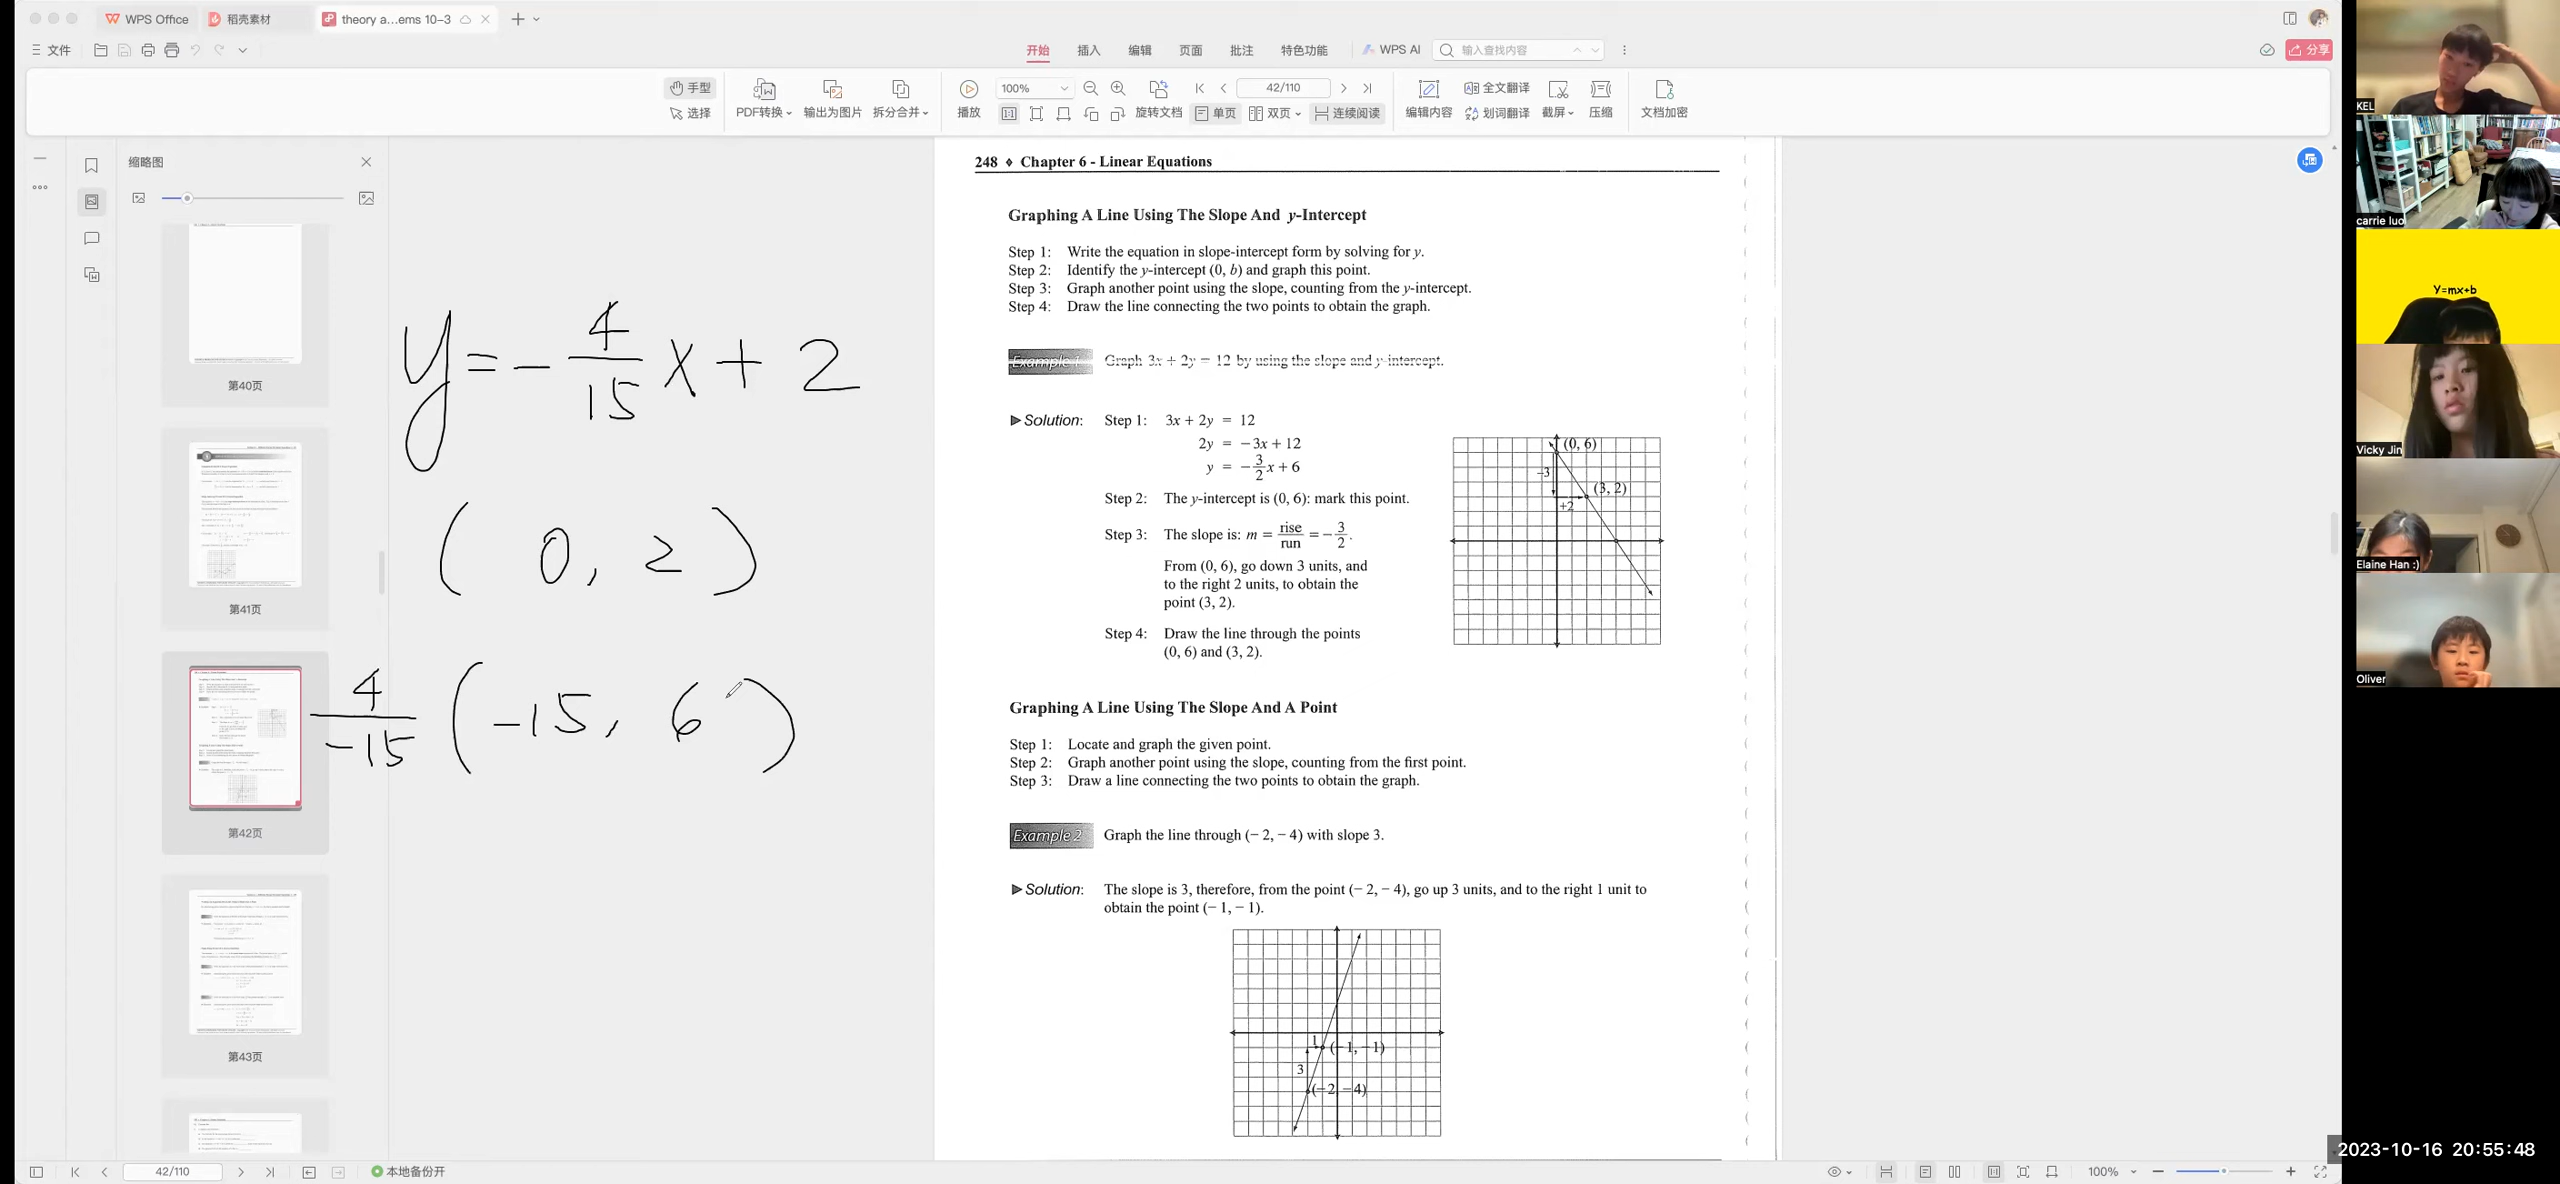 WPS Office
稻壳素材
theory a...ems 10-3
文件
开始
插入
编辑
页面
批注
特色功能
WPS AI
输入查找内容
分享
手型
选择
PDF转换
输出为图片
拆分合并
播放
100%
旋转文档
42/110
单页
双页
连续阅读
编辑内容
全文翻译
划词翻译
截屏
压缩
文档加密
缩略图
第40页
第41页
第42页
第43页
y = - 4/15 x + 2
( 0, 2 )
4/-15 ( -15, 6 )
248 ◊ Chapter 6 - Linear Equations
Graphing A Line Using The Slope And y-Intercept
Step 1: Write the equation in slope-intercept form by solving for y.
Step 2: Identify the y-intercept (0, b) and graph this point.
Step 3: Graph another point using the slope, counting from the y-intercept.
Step 4: Draw the line connecting the two points to obtain the graph.
Example 1 Graph 3x + 2y = 12 by using the slope and y-intercept.
▶ Solution: Step 1: 3x + 2y = 12
2y = −3x + 12
y = −3/2 x + 6
Step 2: The y-intercept is (0, 6): mark this point.
Step 3: The slope is: m = rise/run = −3/2.
From (0, 6), go down 3 units, and
to the right 2 units, to obtain the
point (3, 2).
Step 4: Draw the line through the points
(0, 6) and (3, 2).
(0, 6)
−3
(3, 2)
+2
Graphing A Line Using The Slope And A Point
Step 1: Locate and graph the given point.
Step 2: Graph another point using the slope, counting from the first point.
Step 3: Draw a line connecting the two points to obtain the graph.
Example 2 Graph the line through (− 2, − 4) with slope 3.
▶ Solution: The slope is 3, therefore, from the point (− 2, − 4), go up 3 units, and to the right 1 unit to
obtain the point (− 1, − 1).
1
(−1, −1)
3
(−2, −4)
42/110
本地备份开
100%
KEL
carrie luo
Y=mx+b
Vicky Jin
Elaine Han :)
Oliver
2023-10-16 20:55:48